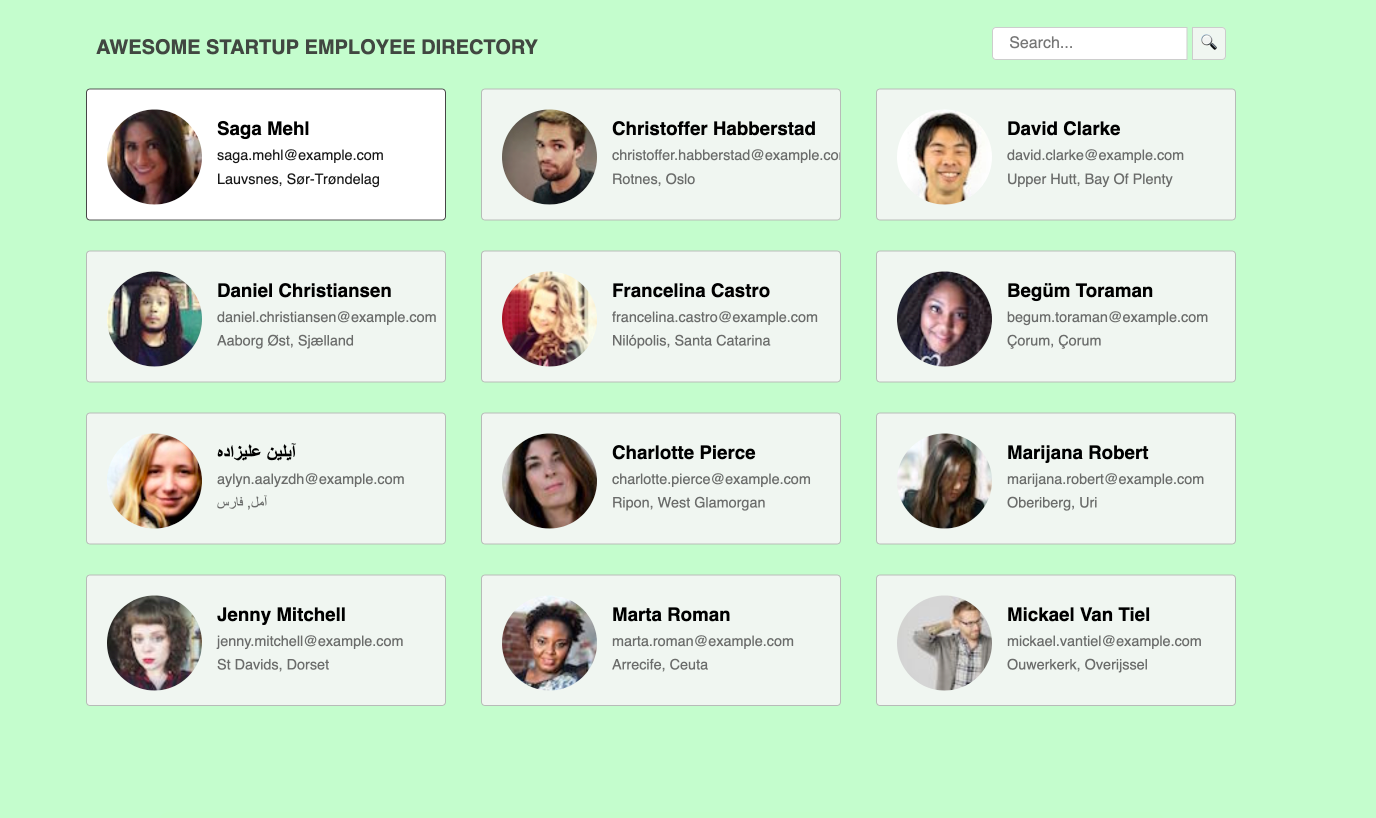 AWESOME STARTUP EMPLOYEE DIRECTORY
Search...
Saga Mehl
saga.mehl@example.com
Lauvsnes, Sør-Trøndelag
Christoffer Habberstad
christoffer.habberstad@example.co
Rotnes, Oslo
David Clarke
david.clarke@example.com
Upper Hutt, Bay Of Plenty
Daniel Christiansen
daniel.christiansen@example.com
Aaborg Øst, Sjælland
Francelina Castro
francelina.castro@example.com
Nilópolis, Santa Catarina
Begüm Toraman
begum.toraman@example.com
Çorum, Çorum
آیلین علیزاده
aylyn.aalyzdh@example.com
آمل, فارس
Charlotte Pierce
charlotte.pierce@example.com
Ripon, West Glamorgan
Marijana Robert
marijana.robert@example.com
Oberiberg, Uri
Jenny Mitchell
jenny.mitchell@example.com
St Davids, Dorset
Marta Roman
marta.roman@example.com
Arrecife, Ceuta
Mickael Van Tiel
mickael.vantiel@example.com
Ouwerkerk, Overijssel